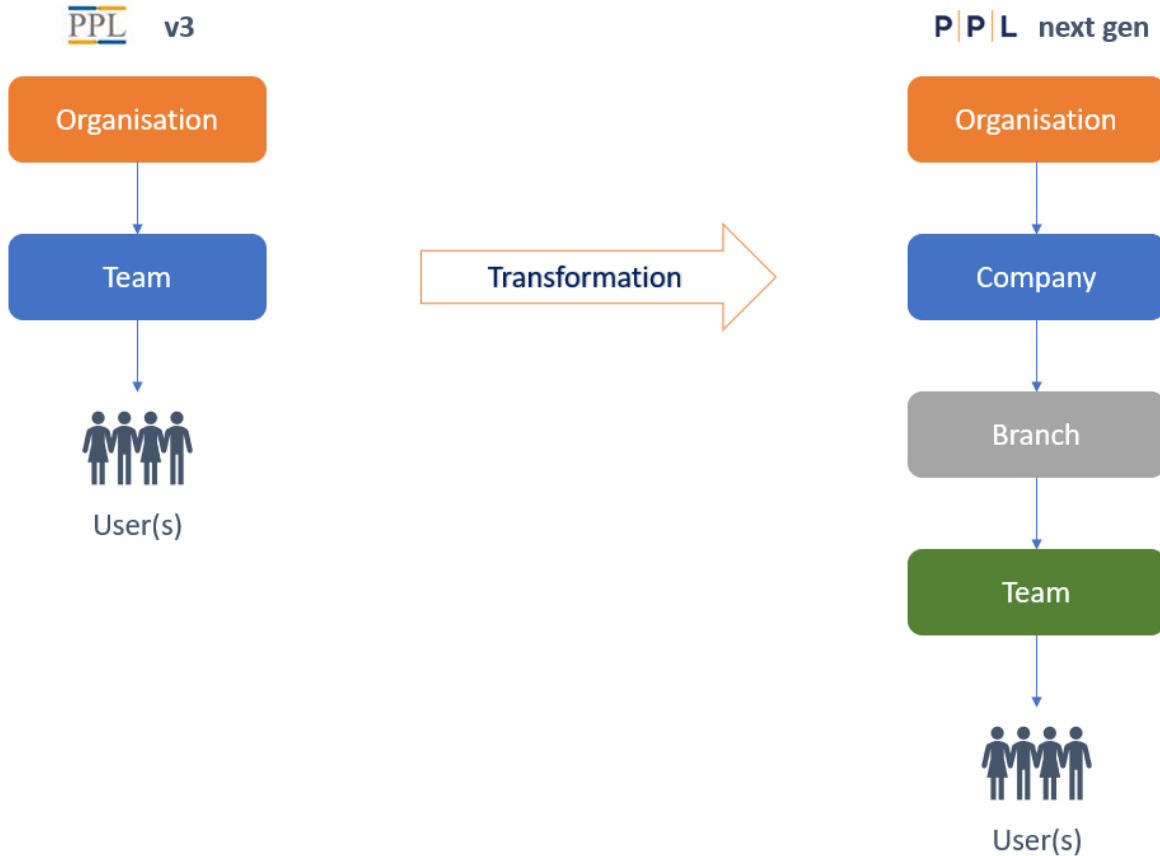 PPL v3
P|P|L next gen
Organisation
Organisation
Team
Transformation
Company
Branch
User(s)
Team
User(s)